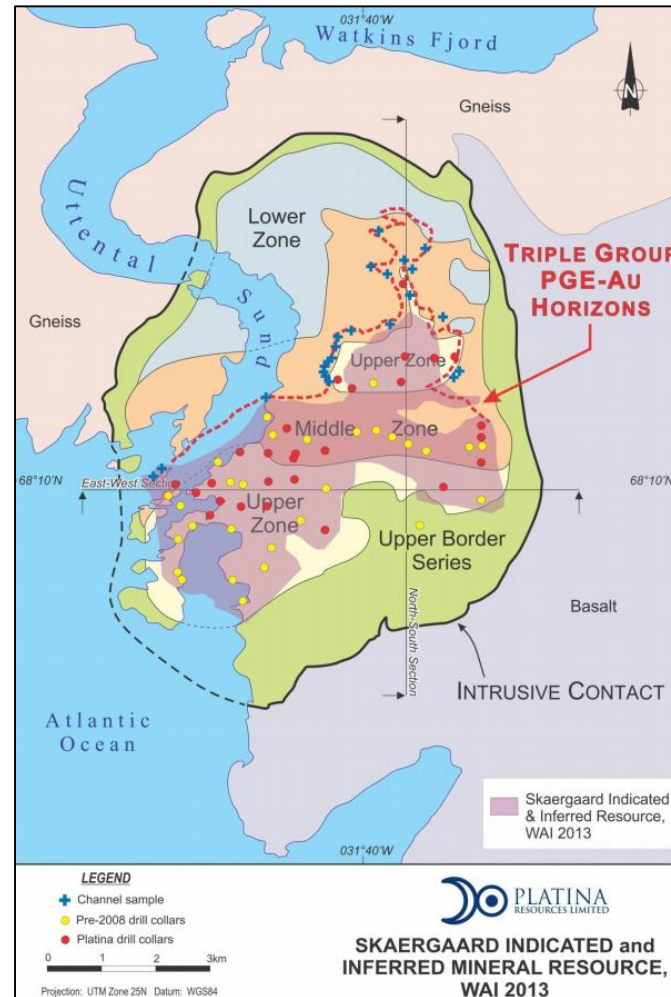 031°40'
Watkins Fjord
Gneiss
N
Uttental Sund
Lower
Zone
TRIPLE GROUP
PGE-AU
HORIZONS
Gneiss
Upper Zone
Middle Zone
68°10'N
East-West Section
68°10'N
Upper
Zone
Upper Border
Series
North-South Section
Basalt
INTRUSIVE CONTACT
Atlantic
Ocean
Skaergaard Indicated
& Inferred Resource,
WAI 2013
031°40'
LEGEND
Channel sample
Pre-2008 drill collars
Platina drill collars
0 1 2 3km
Projection: UTM Zone 25N Datum: WGS84
PLATINA
RESOURCES LIMITED
SKAERGAARD INDICATED and
INFERRED MINERAL RESOURCE,
WAI 2013